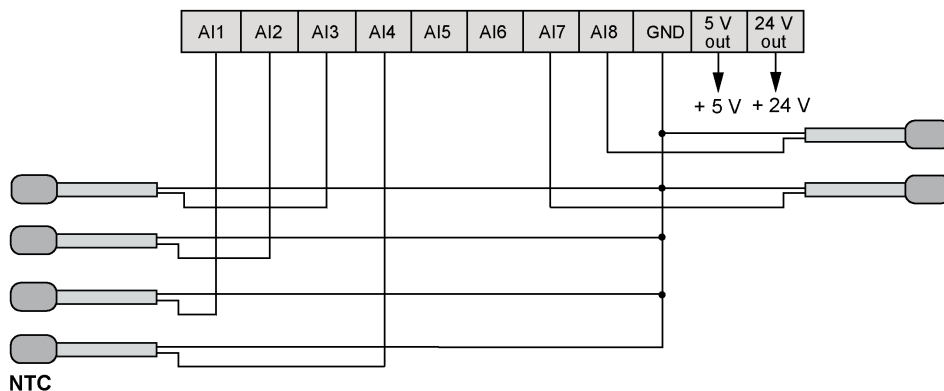 AI1 AI2 AI3 AI4 AI5 AI6 AI7 AI8 GND 5 V out 24 V out
+ 5 V + 24 V
NTC